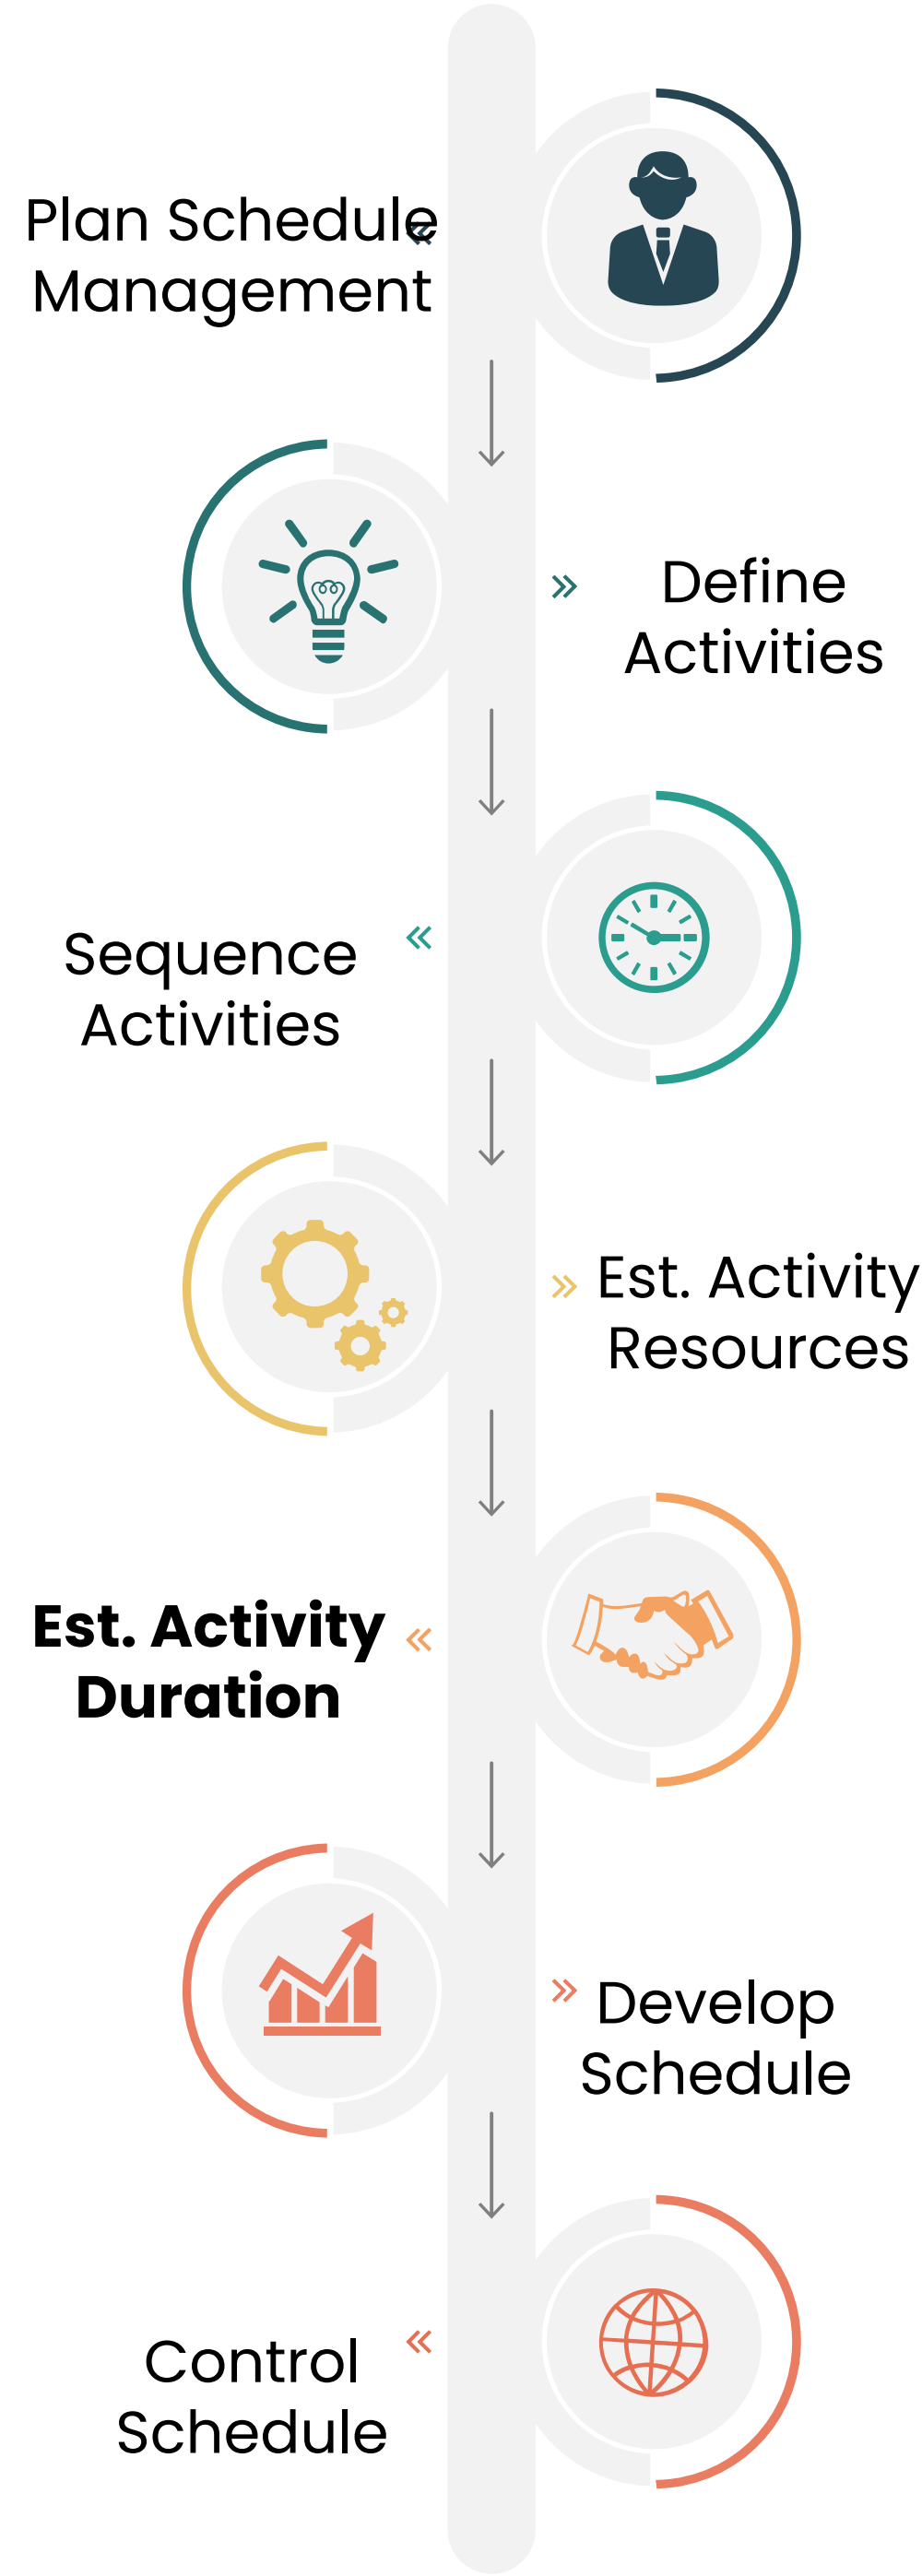 Plan Schedule
Management
Define
Activities
Sequence
Activities
Est. Activity
Resources
Est. Activity
Duration
Develop
Schedule
Control
Schedule